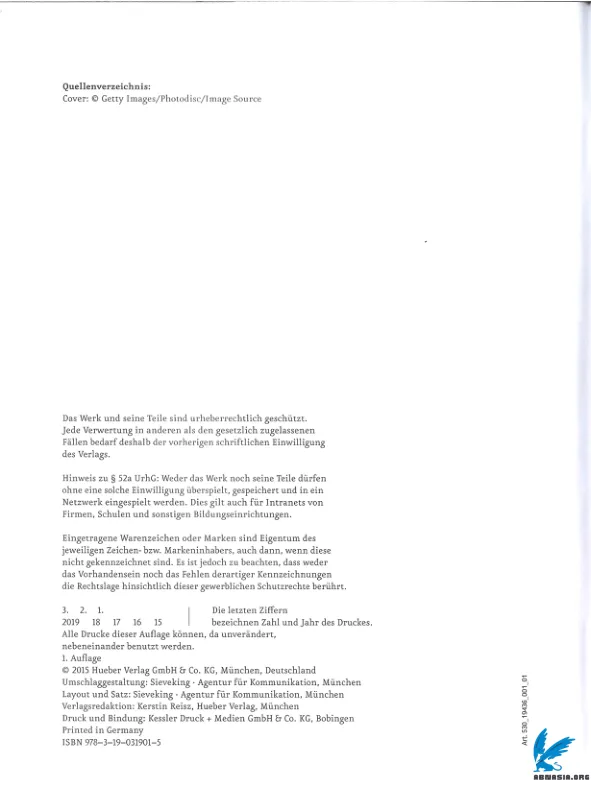 Quellenverzeichnis:
Cover: © Getty Images/Photodisc/Image Source
Das Werk und seine Teile sind urheberrechtlich geschützt.
Jede Verwertung in anderen als den gesetzlich zugelassenen
Fällen bedarf deshalb der vorherigen schriftlichen Einwilligung
des Verlags.
Hinweis zu § 52a UrhG: Weder das Werk noch seine Teile dürfen
ohne eine solche Einwilligung überspielt, gespeichert und in ein
Netzwerk eingespielt werden. Dies gilt auch für Intranets von
Firmen, Schulen und sonstigen Bildungseinrichtungen.
Eingetragene Warenzeichen oder Marken sind Eigentum des
jeweiligen Zeichen- bzw. Markeninhabers, auch dann, wenn diese
nicht gekennzeichnet sind. Es ist jedoch zu beachten, dass weder
das Vorhandensein noch das Fehlen derartiger Kennzeichnungen
die Rechtslage hinsichtlich dieser gewerblichen Schutzrechte berührt.
3. 2. 1. | Die letzten Ziffern
2019 18 17 16 15 | bezeichnen Zahl und Jahr des Druckes.
Alle Drucke dieser Auflage können, da unverändert,
nebeneinander benutzt werden.
1. Auflage
© 2015 Hueber Verlag GmbH & Co. KG, München, Deutschland
Umschlaggestaltung: Sieveking · Agentur für Kommunikation, München
Layout und Satz: Sieveking · Agentur für Kommunikation, München
Verlagsredaktion: Kerstin Reisz, Hueber Verlag, München
Druck und Bindung: Kessler Druck + Medien GmbH & Co. KG, Bobingen
Printed in Germany
ISBN 978-3-19-031901-5
Art. 530_19436_001_01
ABMASIA.ORG